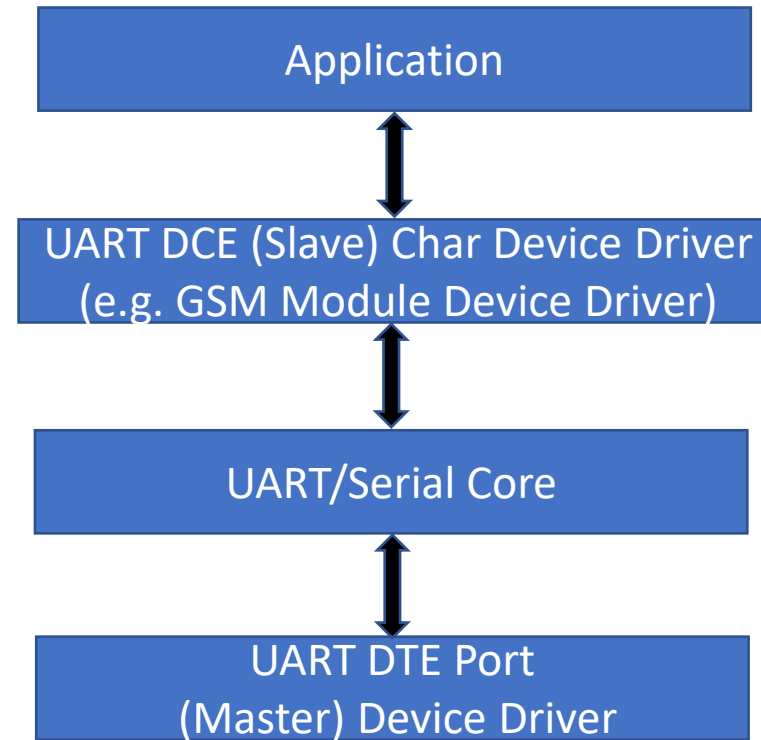 Application
UART DCE (Slave) Char Device Driver
(e.g. GSM Module Device Driver)
UART/Serial Core
UART DTE Port
(Master) Device Driver